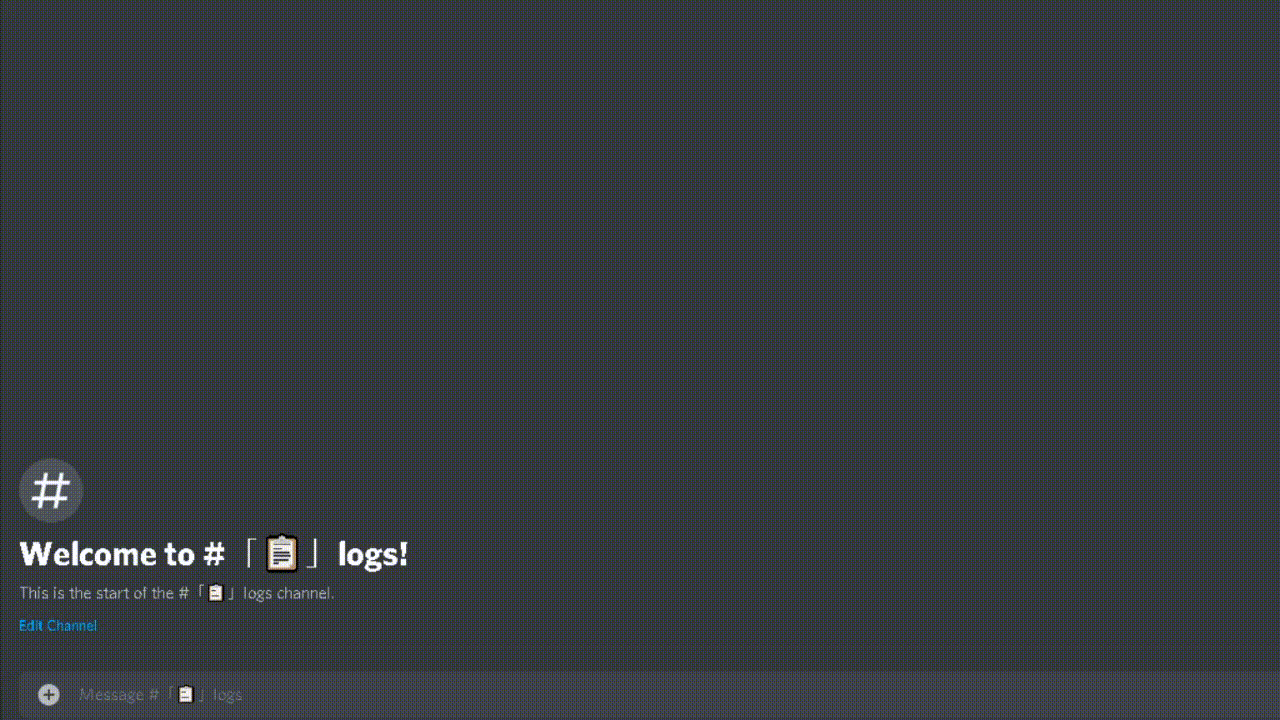 #
Welcome to # 「📋」 logs!
This is the start of the # 「📋」 logs channel.
Edit Channel
Message # 「📋」 logs